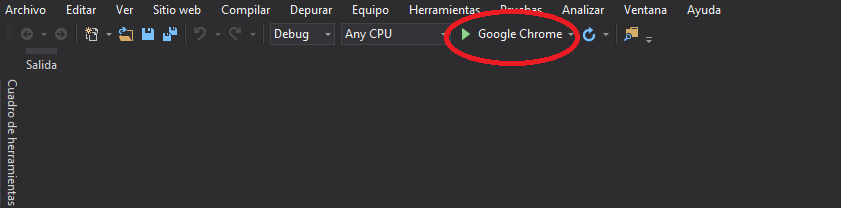 Archivo Editar Ver Sitio web Compilar Depurar Equipo Herramientas Pruebas Analizar Ventana Ayuda
Debug Any CPU Google Chrome
Salida
Cuadro de herramientas